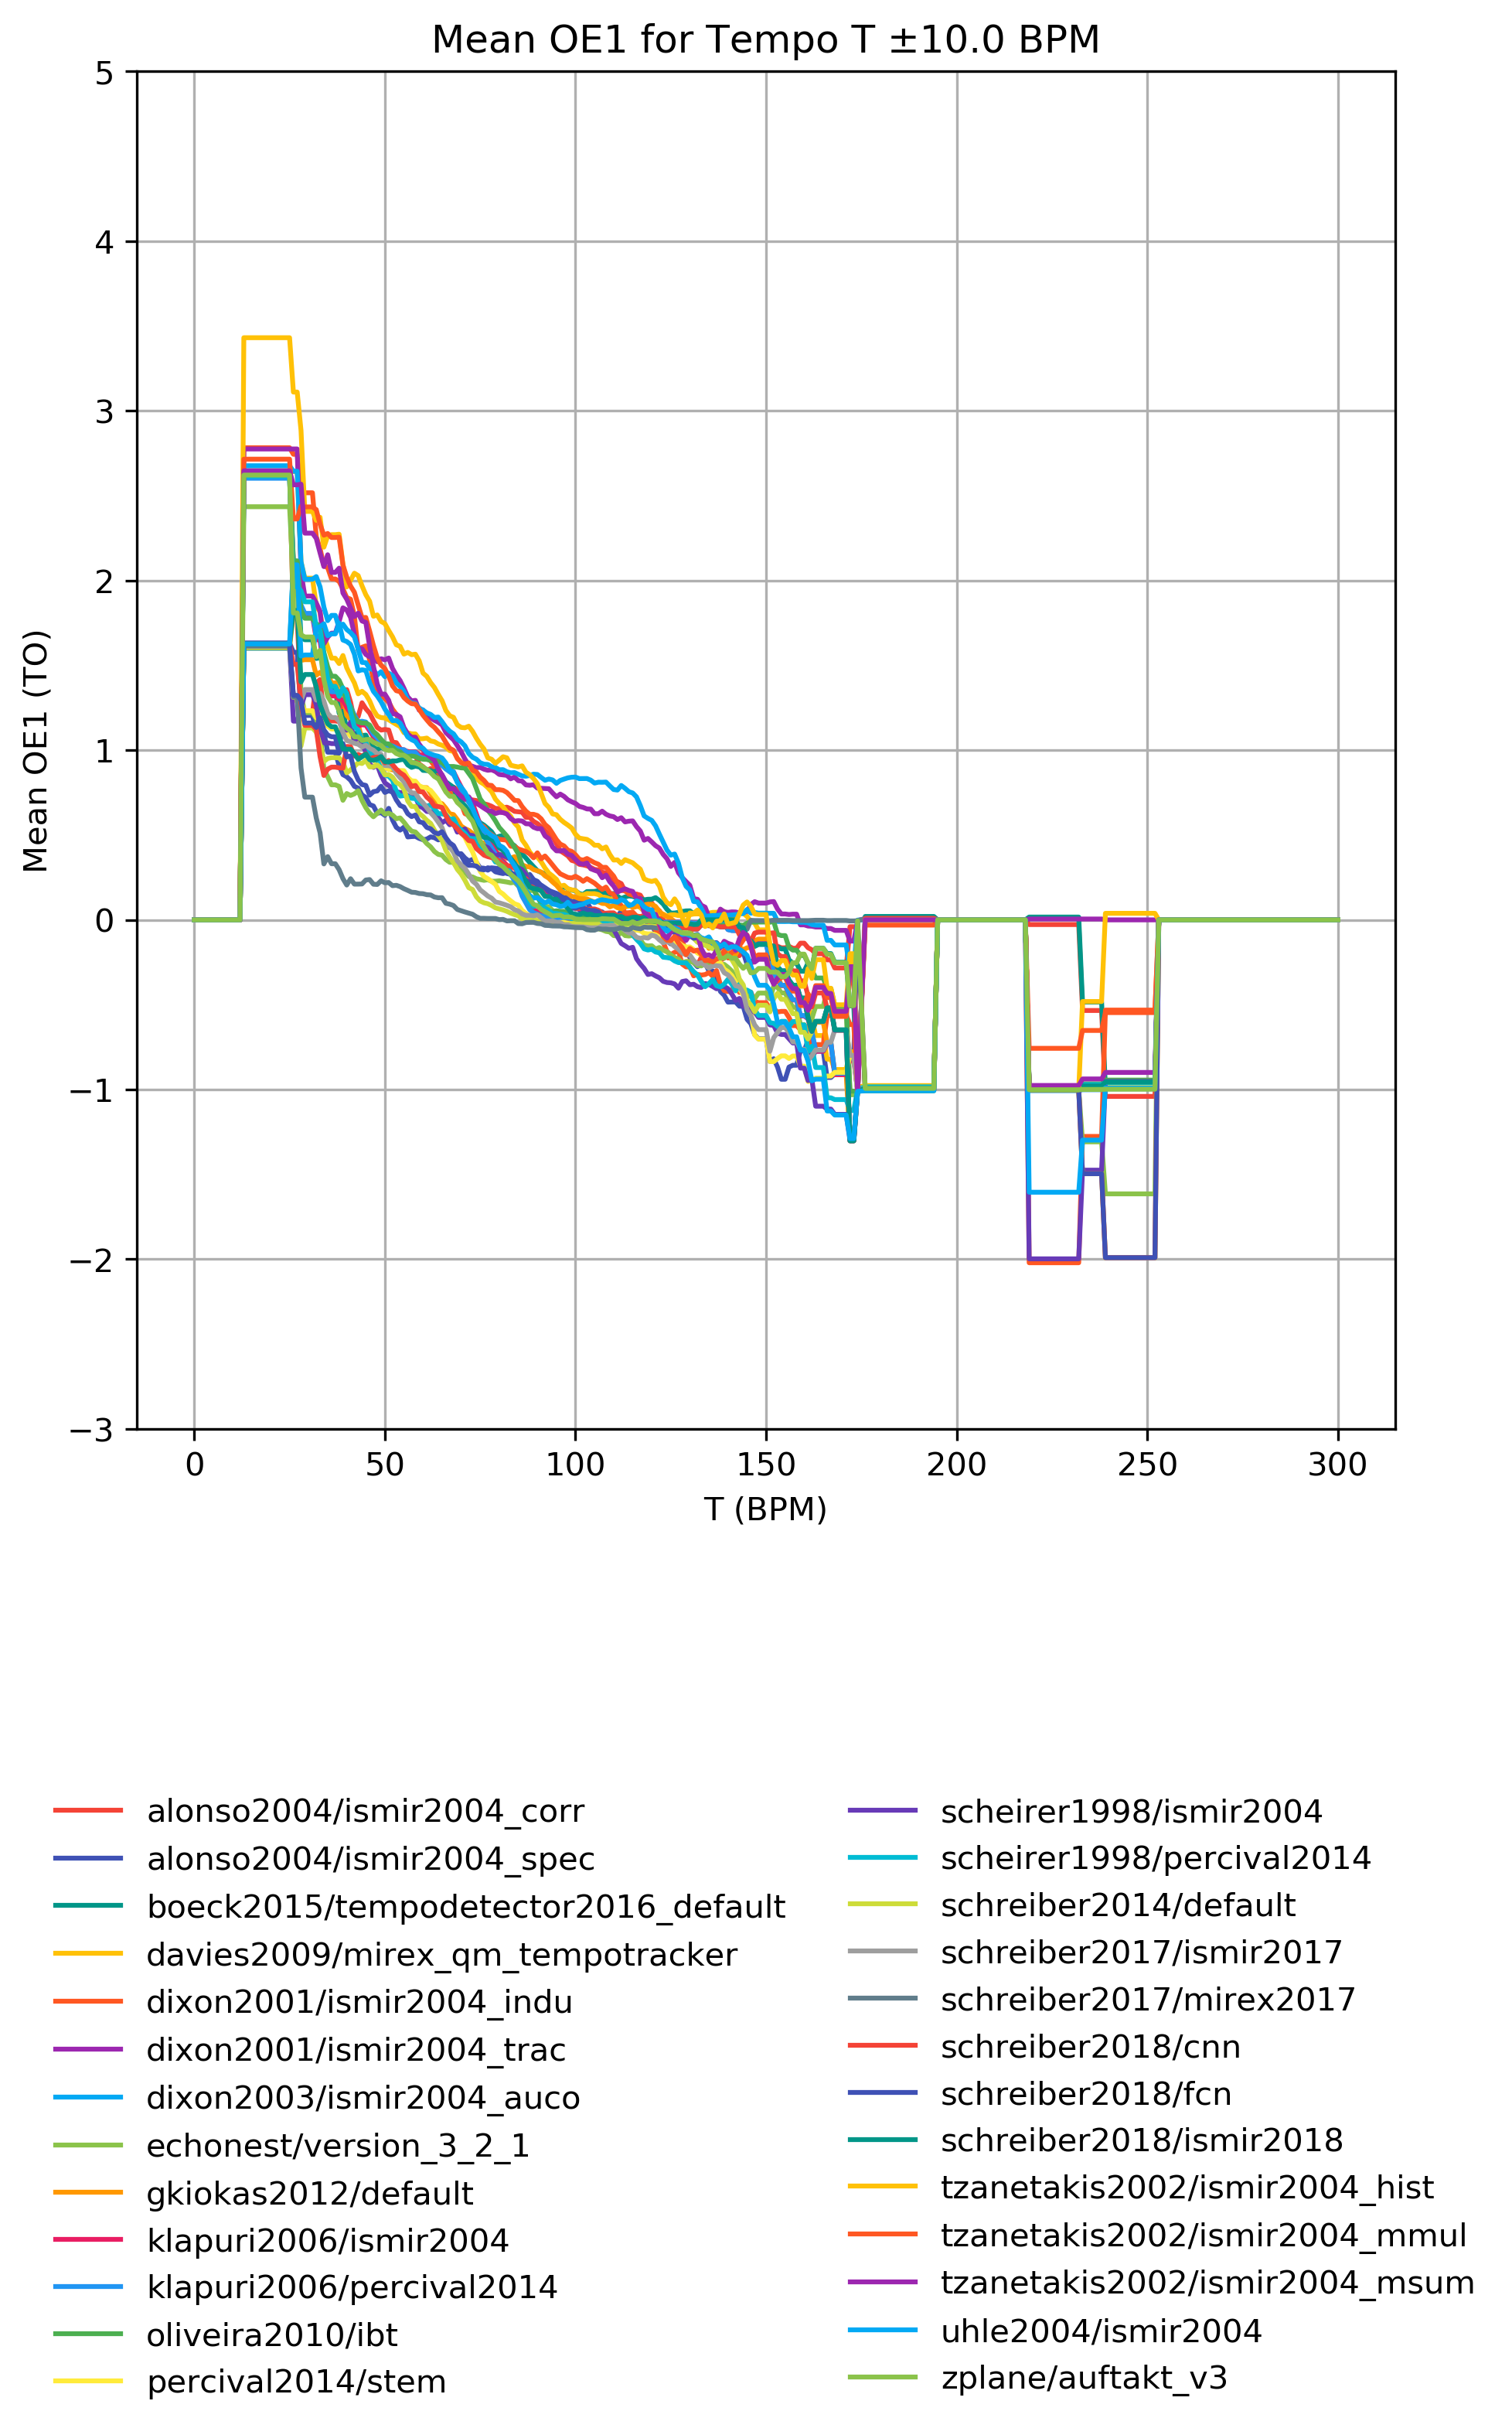 Mean OE1 for Tempo T ±10.0 BPM
5
4
3
2
1
0
−1
−2
−3
Mean OE1 (TO)
0 50 100 150 200 250 300
T (BPM)
alonso2004/ismir2004_corr
alonso2004/ismir2004_spec
boeck2015/tempodetector2016_default
davies2009/mirex_qm_tempotracker
dixon2001/ismir2004_indu
dixon2001/ismir2004_trac
dixon2003/ismir2004_auco
echonest/version_3_2_1
gkiokas2012/default
klapuri2006/ismir2004
klapuri2006/percival2014
oliveira2010/ibt
percival2014/stem
scheirer1998/ismir2004
scheirer1998/percival2014
schreiber2014/default
schreiber2017/ismir2017
schreiber2017/mirex2017
schreiber2018/cnn
schreiber2018/fcn
schreiber2018/ismir2018
tzanetakis2002/ismir2004_hist
tzanetakis2002/ismir2004_mmul
tzanetakis2002/ismir2004_msum
uhle2004/ismir2004
zplane/auftakt_v3